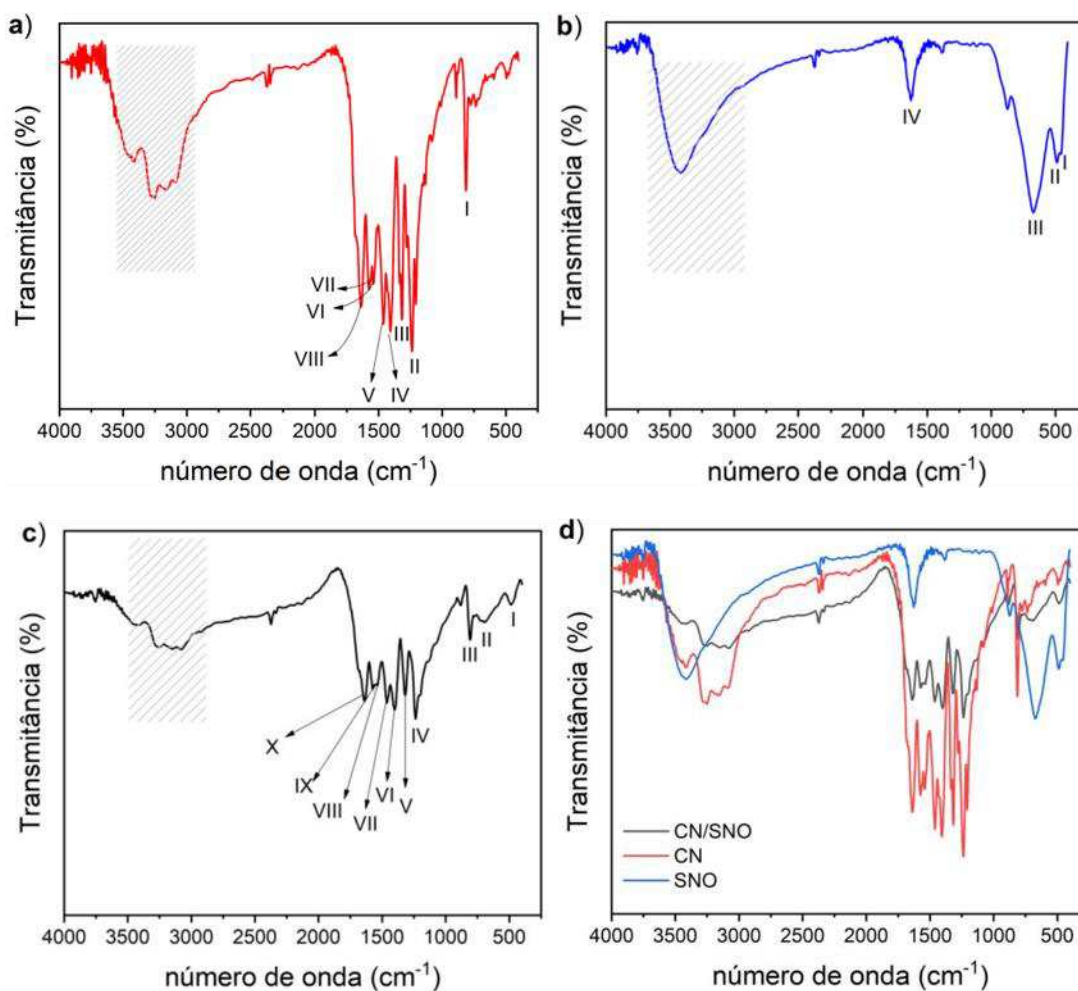 a)
Transmitância (%)
I
VII
VI
III
VIII
II
V
IV
4000 3500 3000 2500 2000 1500 1000 500
número de onda (cm-1)
b)
Transmitância (%)
IV
I
II
III
4000 3500 3000 2500 2000 1500 1000 500
número de onda (cm-1)
c)
Transmitância (%)
I
II
III
IV
X
IX
VI
V
VIII
VII
4000 3500 3000 2500 2000 1500 1000 500
número de onda (cm-1)
d)
Transmitância (%)
CN/SNO
CN
SNO
4000 3500 3000 2500 2000 1500 1000 500
número de onda (cm-1)